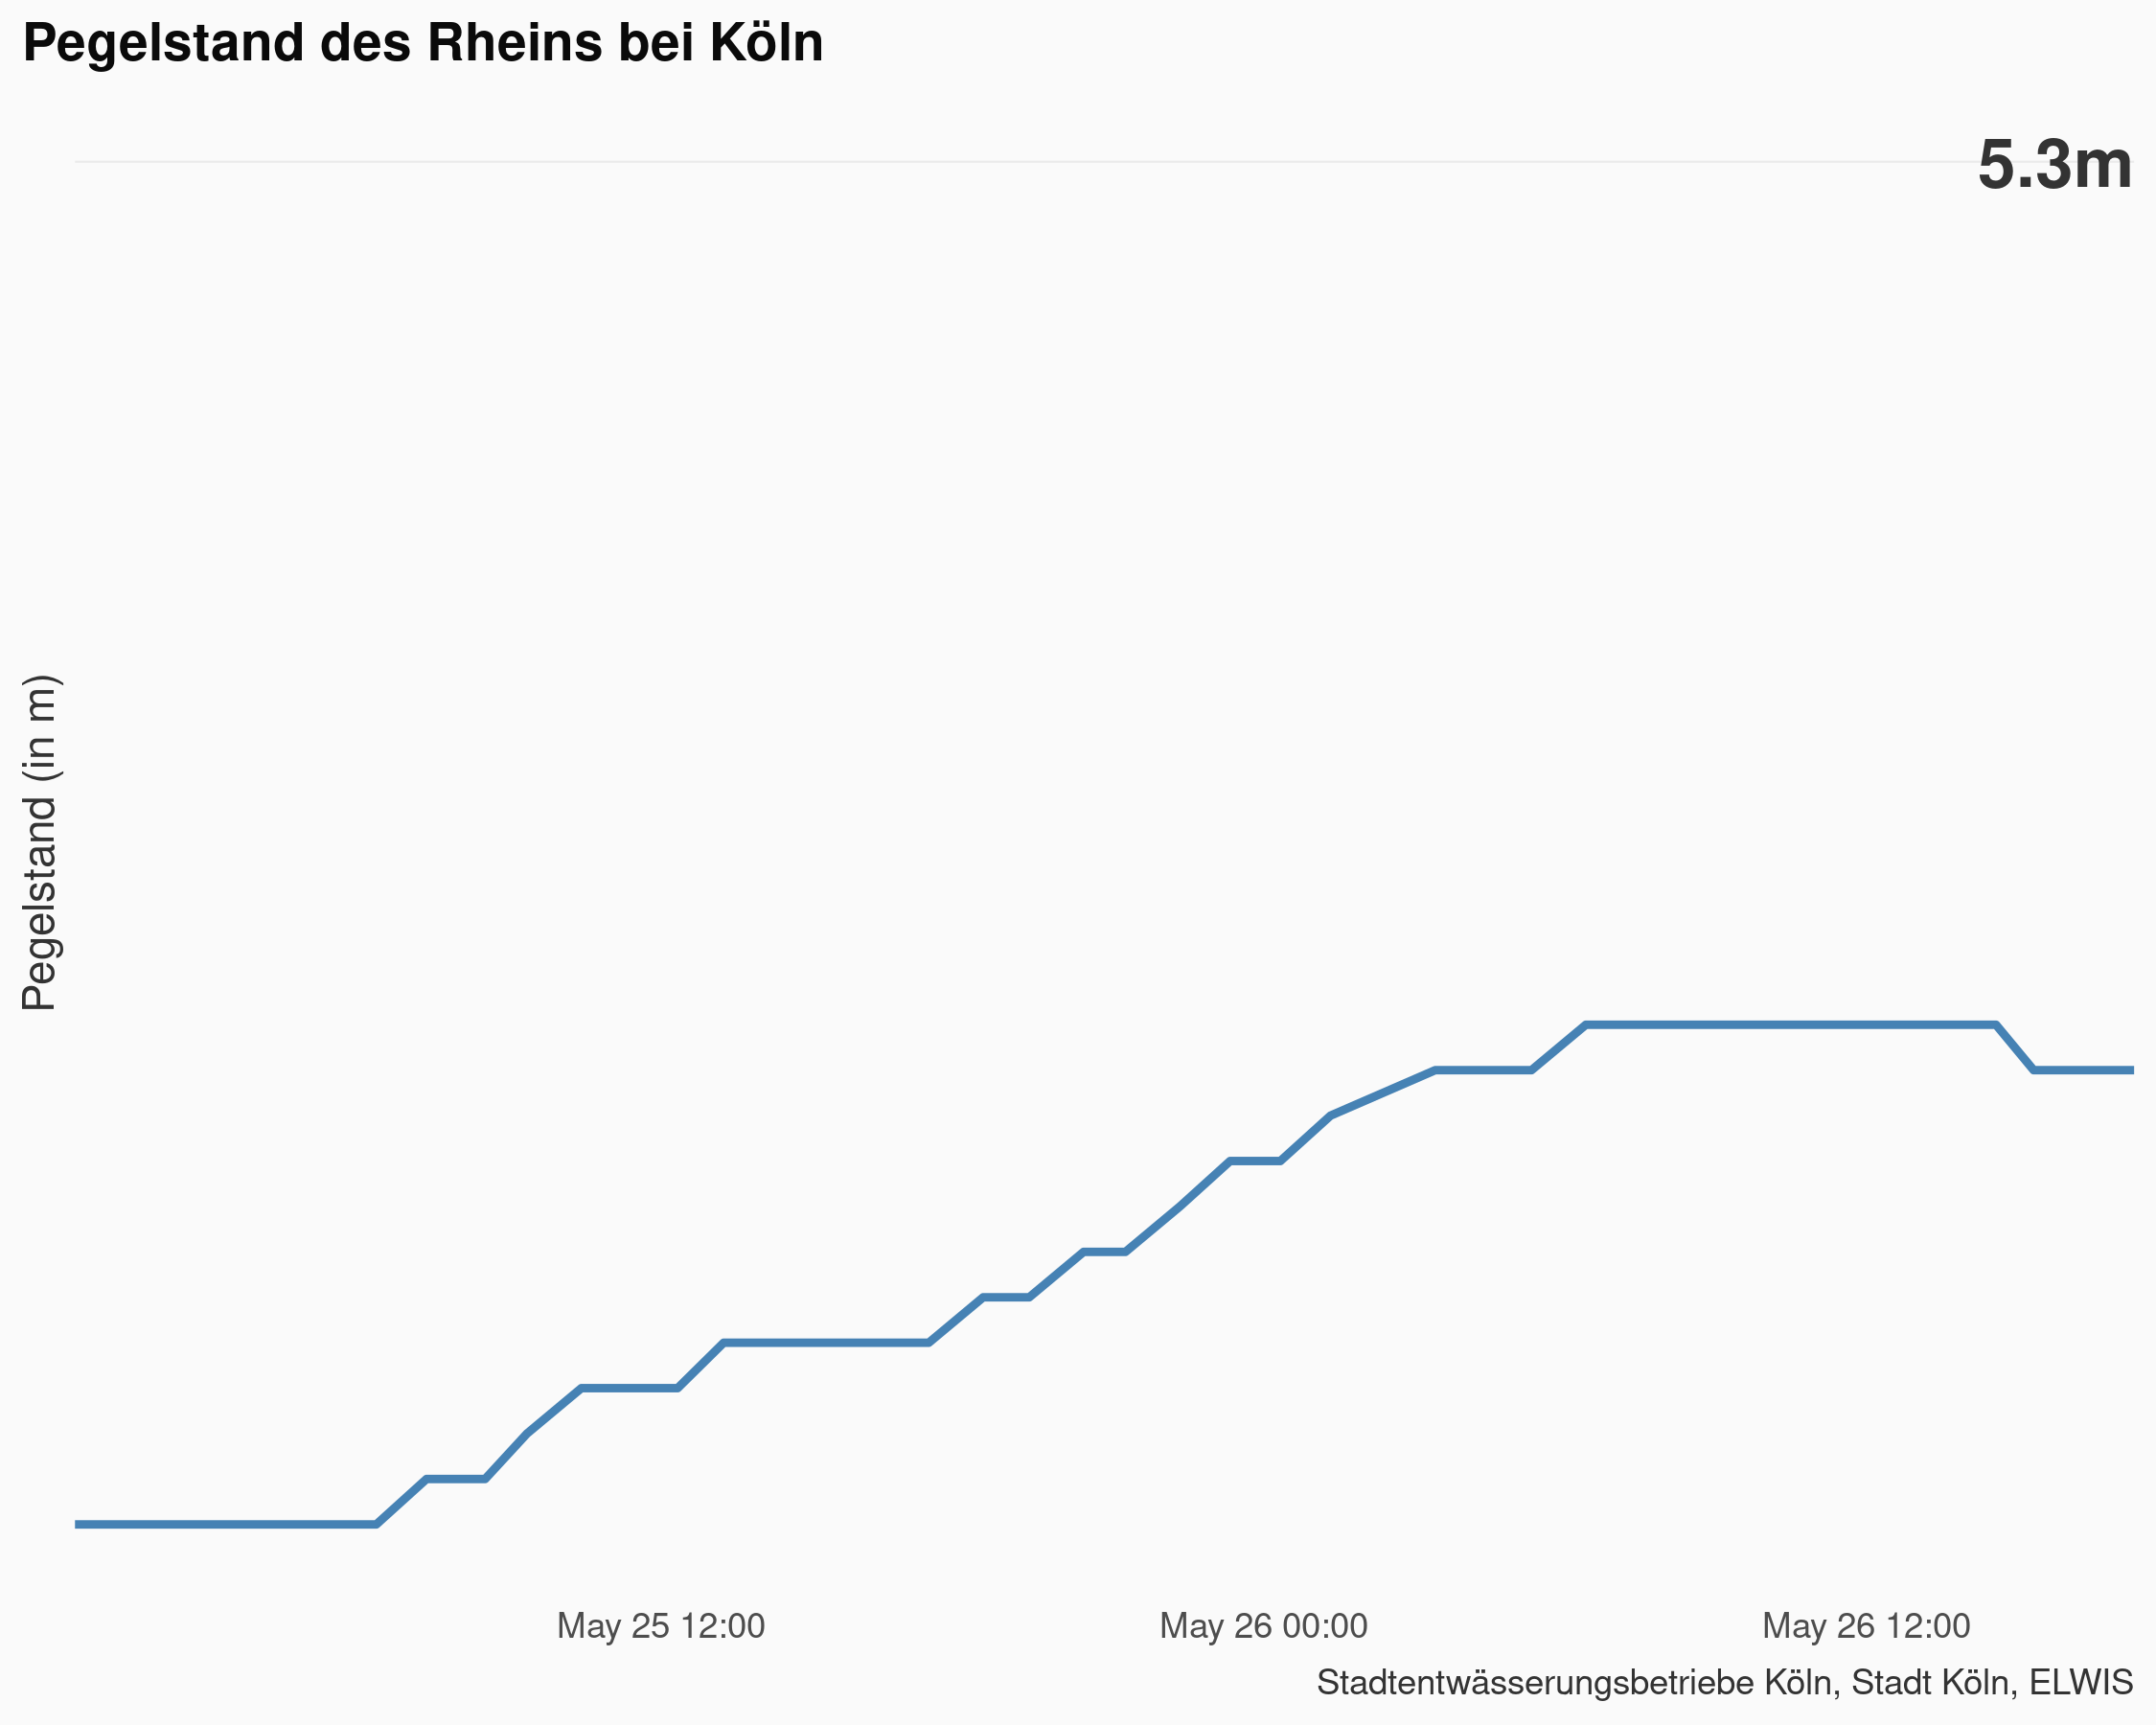 Pegelstand des Rheins bei Köln
5.3m
Pegelstand (in m)
May 25 12:00
May 26 00:00
May 26 12:00
Stadtentwässerungsbetriebe Köln, Stadt Köln, ELWIS